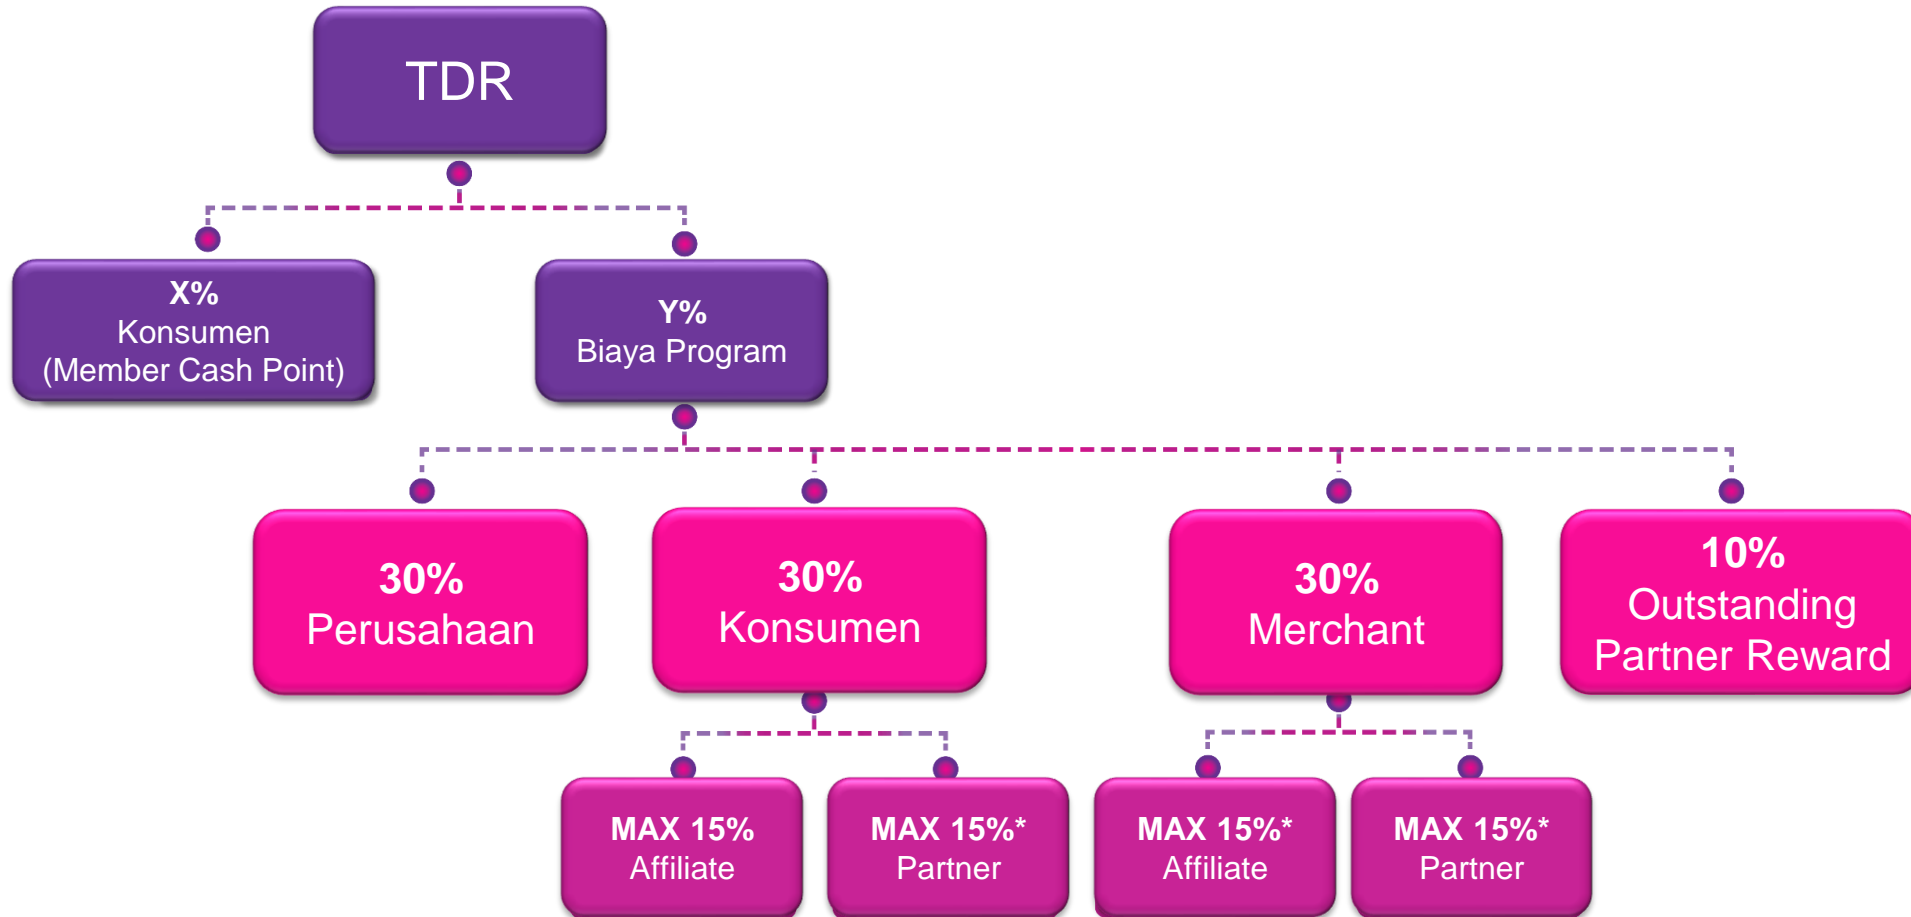 TDR
X%
Konsumen
(Member Cash Point)
Y%
Biaya Program
30%
Perusahaan
30%
Konsumen
30%
Merchant
10%
Outstanding
Partner Reward
MAX 15%
Affiliate
MAX 15%*
Partner
MAX 15%*
Affiliate
MAX 15%*
Partner